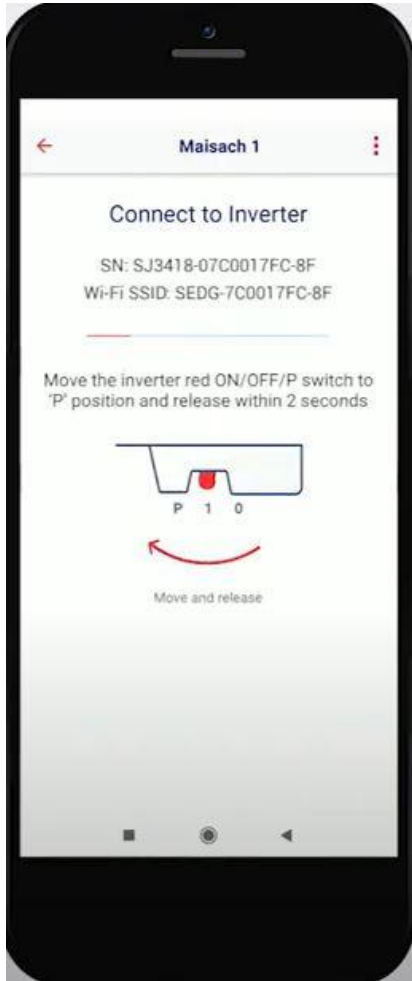 Maisach 1
Connect to Inverter
SN: SJ3418-07C0017FC-8F
Wi-Fi SSID: SEDG-7C0017FC-8F
Move the inverter red ON/OFF/P switch to
'P' position and release within 2 seconds
P 1 0
Move and release